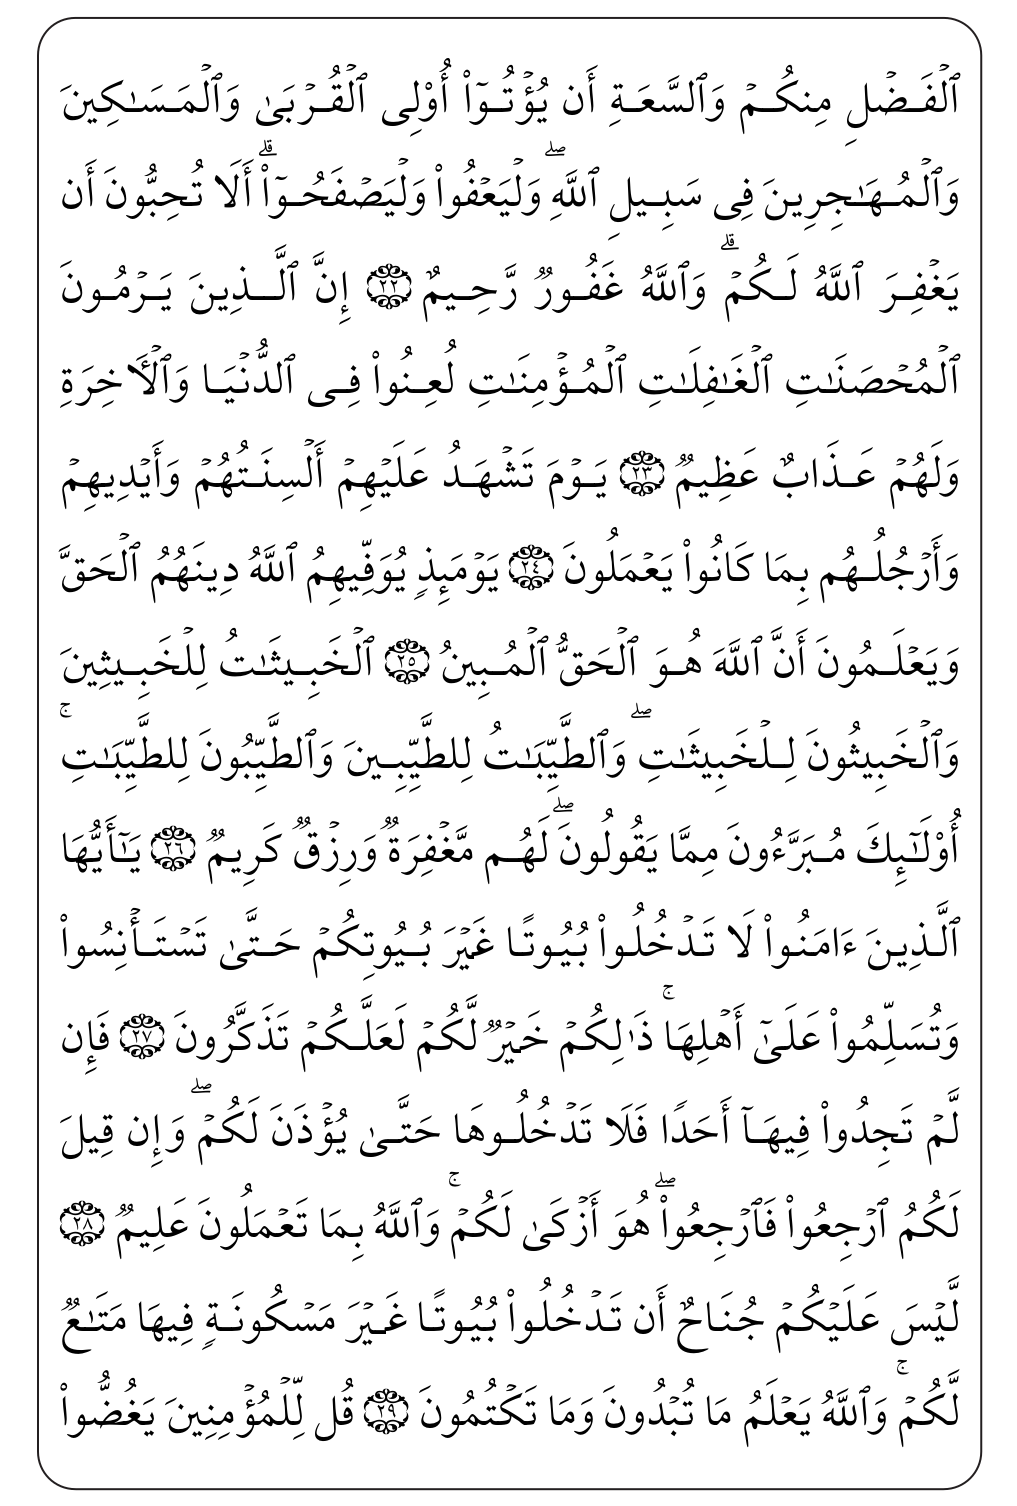 ٱلۡفَضۡلِ مِنكُمۡ وَٱلسَّعَةِ أَن يُؤۡتُوٓاْ أُوْلِى ٱلۡقُرۡبَىٰ وَٱلۡمَسَـٰكِينَ
وَٱلۡمُهَـٰجِرِينَ فِى سَبِيلِ ٱللَّهِۖ وَلۡيَعۡفُواْ وَلۡيَصۡفَحُوٓاْۗ أَلَا تُحِبُّونَ أَن
يَغۡفِرَ ٱللَّهُ لَكُمۡۗ وَٱللَّهُ غَفُورٌ رَّحِيمٌ ٢٢ إِنَّ ٱلَّذِينَ يَرۡمُونَ
ٱلۡمُحۡصَنَـٰتِ ٱلۡغَـٰفِلَـٰتِ ٱلۡمُؤۡمِنَـٰتِ لُعِنُواْ فِى ٱلدُّنۡيَا وَٱلۡأَخِرَةِ
وَلَهُمۡ عَذَابٌ عَظِيمٌ ٢٣ يَوۡمَ تَشۡهَدُ عَلَيۡهِمۡ أَلۡسِنَتُهُمۡ وَأَيۡدِيهِمۡ
وَأَرۡجُلُهُم بِمَا كَانُواْ يَعۡمَلُونَ ٢٤ يَوۡمَئِذٍ يُوَفِّيهِمُ ٱللَّهُ دِينَهُمُ ٱلۡحَقَّ
وَيَعۡلَمُونَ أَنَّ ٱللَّهَ هُوَ ٱلۡحَقُّ ٱلۡمُبِينُ ٢٥ ٱلۡخَبِيثَـٰتُ لِلۡخَبِيثِينَ
وَٱلۡخَبِيثُونَ لِلۡخَبِيثَـٰتِۖ وَٱلطَّيِّبَـٰتُ لِلطَّيِّبِينَ وَٱلطَّيِّبُونَ لِلطَّيِّبَـٰتِۚ
أُوْلَـٰٓئِكَ مُبَرَّءُونَ مِمَّا يَقُولُونَۖ لَهُم مَّغۡفِرَةٌ وَرِزۡقٌ كَرِيمٌ ٢٦ يَـٰٓأَيُّهَا
ٱلَّذِينَ ءَامَنُواْ لَا تَدۡخُلُواْ بُيُوتًا غَيۡرَ بُيُوتِكُمۡ حَتَّىٰ تَسۡتَأۡنِسُواْ
وَتُسَلِّمُواْ عَلَىٰٓ أَهۡلِهَاۚ ذَٰلِكُمۡ خَيۡرٌ لَّكُمۡ لَعَلَّكُمۡ تَذَكَّرُونَ ٢٧ فَإِن
لَّمۡ تَجِدُواْ فِيهَآ أَحَدًا فَلَا تَدۡخُلُوهَا حَتَّىٰ يُؤۡذَنَ لَكُمۡۖ وَإِن قِيلَ
لَكُمُ ٱرۡجِعُواْ فَٱرۡجِعُواْۖ هُوَ أَزۡكَىٰ لَكُمۡۚ وَٱللَّهُ بِمَا تَعۡمَلُونَ عَلِيمٌ ٢٨
لَّيۡسَ عَلَيۡكُمۡ جُنَاحٌ أَن تَدۡخُلُواْ بُيُوتًا غَيۡرَ مَسۡكُونَةٍ فِيهَا مَتَـٰعٌ
لَّكُمۡۚ وَٱللَّهُ يَعۡلَمُ مَا تُبۡدُونَ وَمَا تَكۡتُمُونَ ٢٩ قُل لِّلۡمُؤۡمِنِينَ يَغُضُّواْ